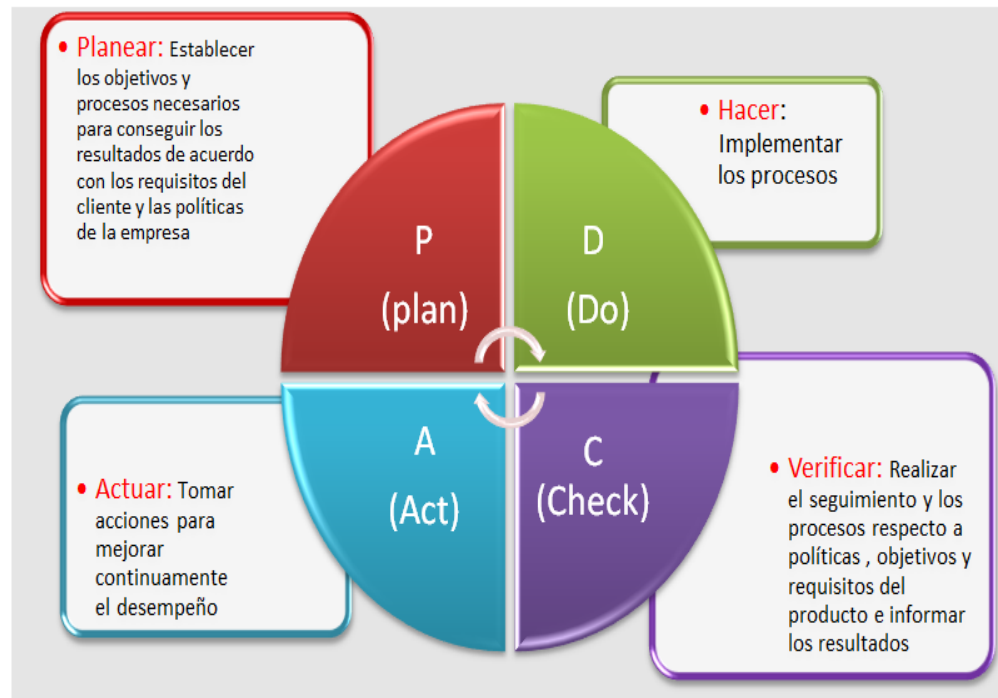 • Planear: Establecer
los objetivos y
procesos necesarios
para conseguir los
resultados de acuerdo
con los requisitos del
cliente y las políticas
de la empresa
• Hacer:
Implementar
los procesos
P
(plan)
D
(Do)
A
(Act)
C
(Check)
• Actuar: Tomar
acciones para
mejorar
continuamente
el desempeño
• Verificar: Realizar
el seguimiento y los
procesos respecto a
políticas , objetivos y
requisitos del
producto e informar
los resultados